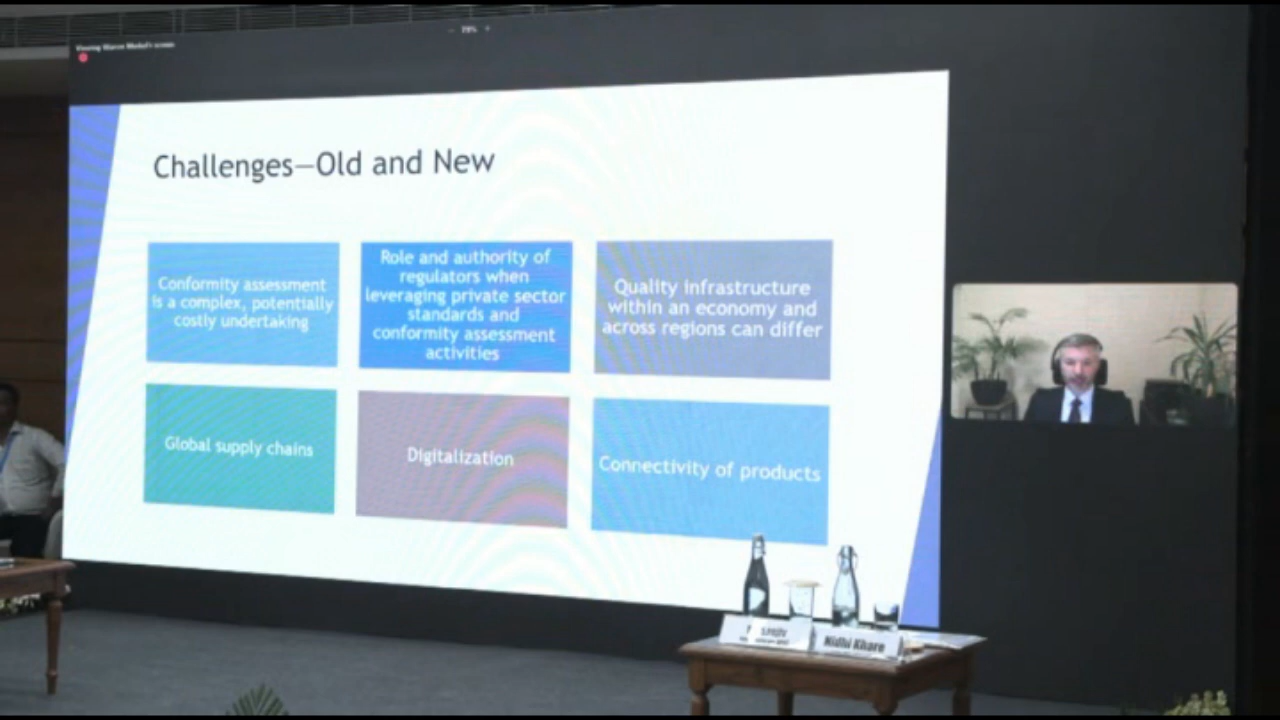 Viewing
screen
Challenges—Old and New
Conformity assessment
is a complex, potentially
costly undertaking
Role and authority of
regulators when
leveraging private sector
standards and
conformity assessment
activities
Quality infrastructure
within an economy and
across regions can differ
Global supply chains
Digitalization
Connectivity of products
Nidhi Khare